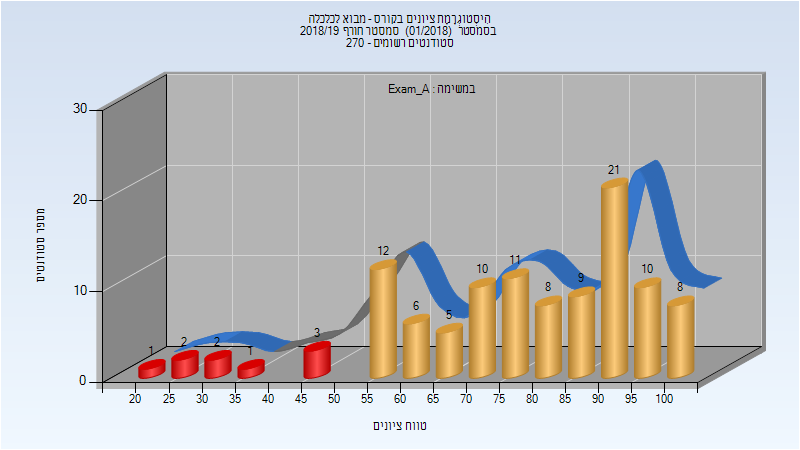 היסטוגרמת ציונים בקורס - מבוא לכלכלה
בסמסטר (01/2018) סמסטר חורף 2018/19
סטודנטים רשומים - 270
במשימה : Exam_A
מספר סטודנטים
30
20
10
0
1
2
2
1
3
12
6
5
10
11
8
9
21
10
8
20 25 30 35 40 45 50 55 60 65 70 75 80 85 90 95 100
טווח ציונים